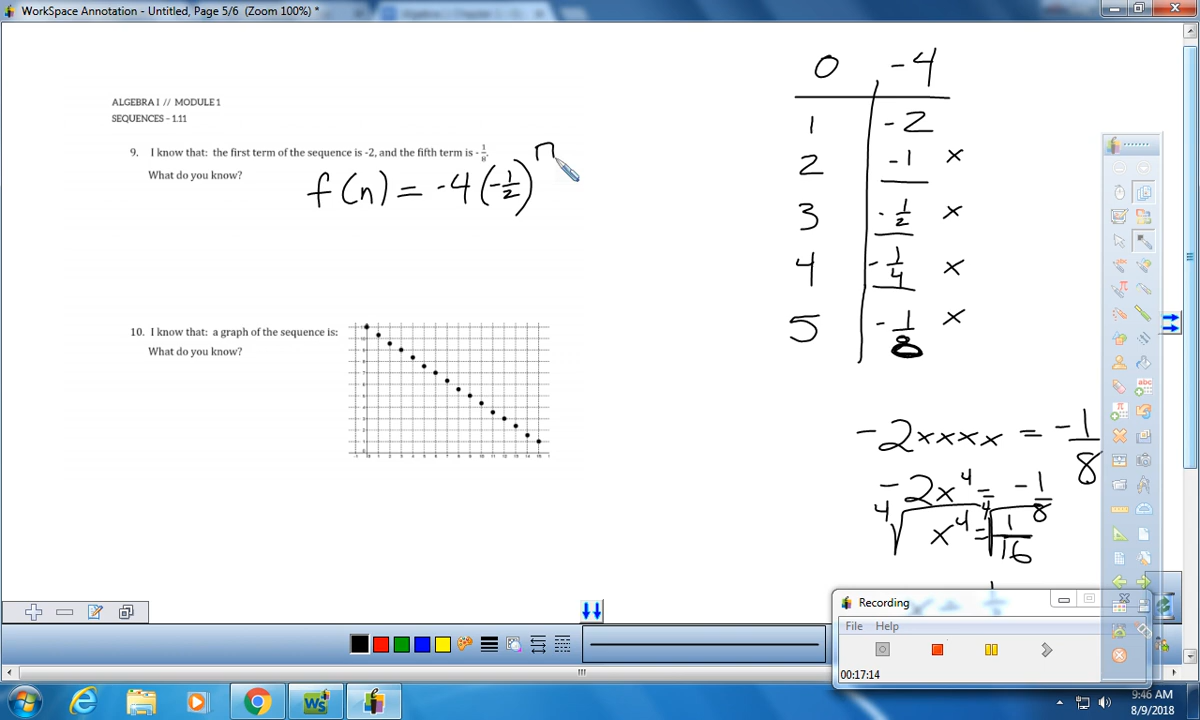 WorkSpace Annotation - Untitled, Page 5/6 (Zoom 100%) *
ALGEBRA I // MODULE 1
SEQUENCES - 1.11
9. I know that: the first term of the sequence is -2, and the fifth term is -1/8.
What do you know?
f(n) = -4(-1/2)^n
10. I know that: a graph of the sequence is:
What do you know?
0 -4
1 -2
2 -1 x
3 -1/2 x
4 -1/4 x
5 -1/8 x
-2xxxx = -1/8
-2x^4 = -1/8
4√x^4 = 4√1/16
Recording
File Help
00:17:14
9:46 AM
8/9/2018